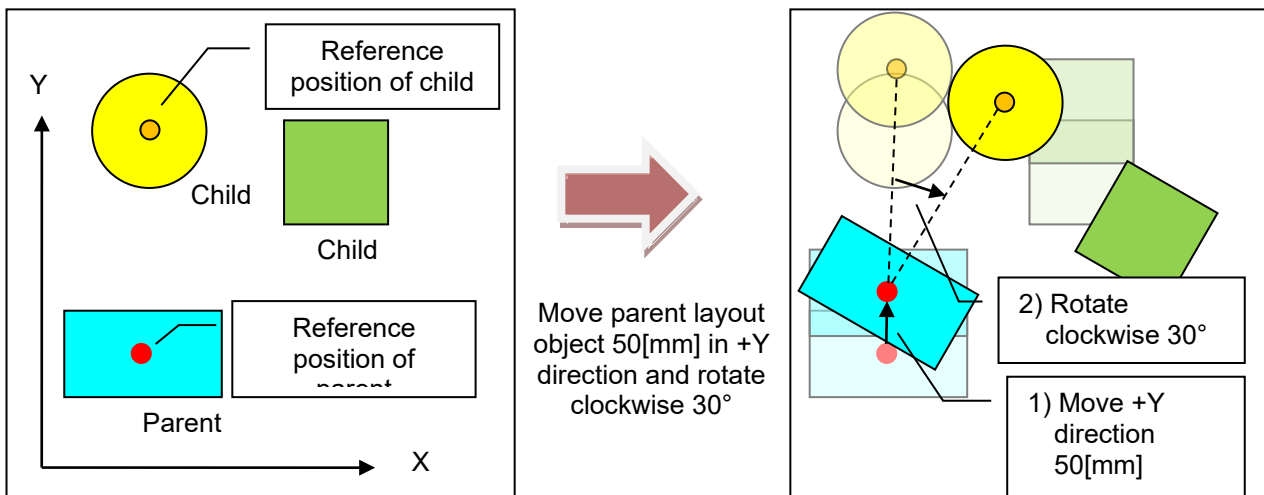 Reference
position of child
Y
Child
Child
Reference
position of
Parent
X
Move parent layout
object 50[mm] in +Y
direction and rotate
clockwise 30°
2) Rotate
clockwise 30°
1) Move +Y
direction
50[mm]